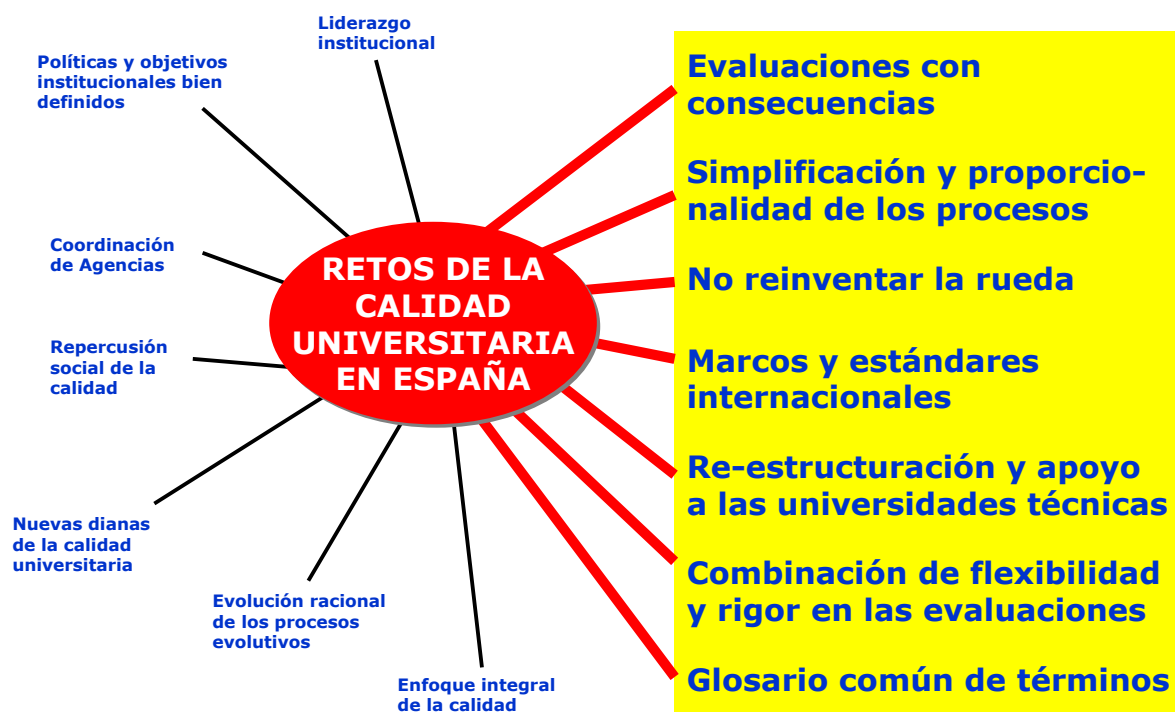 Liderazgo
institucional
Políticas y objetivos
institucionales bien
definidos
Coordinación
de Agencias
Repercusión
social de la
calidad
Nuevas dianas
de la calidad
universitaria
Evolución racional
de los procesos
evolutivos
Enfoque integral
de la calidad
RETOS DE LA
CALIDAD
UNIVERSITARIA
EN ESPAÑA
Evaluaciones con
consecuencias
Simplificación y proporcio-
nalidad de los procesos
No reinventar la rueda
Marcos y estándares
internacionales
Re-estructuración y apoyo
a las universidades técnicas
Combinación de flexibilidad
y rigor en las evaluaciones
Glosario común de términos